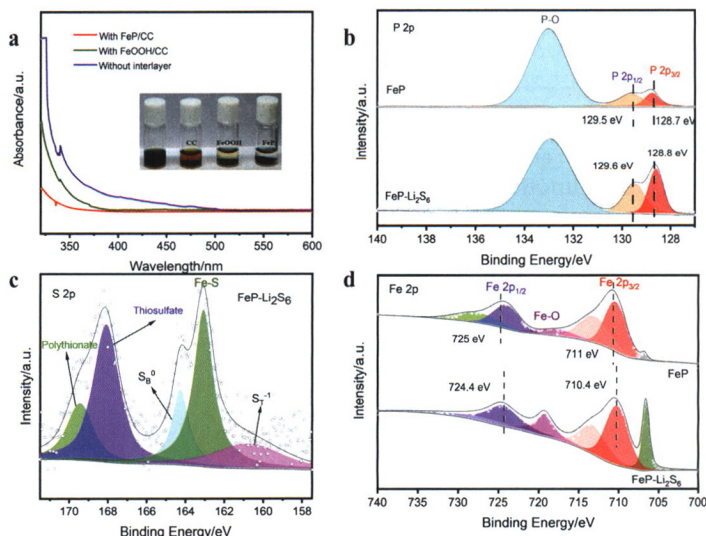 a
With FeP/CC
With FeOOH/CC
Without interlayer
CC
FeOOH
FeP
Absorbance/a.u.
350 400 450 500 550 600
Wavelength/nm
b
P 2p
P-O
P 2p1/2
P 2p3/2
FeP
129.5 eV
128.7 eV
129.6 eV
128.8 eV
FeP-Li2S6
Intensity/a.u.
140 138 136 134 132 130 128
Binding Energy/eV
c
S 2p
Fe-S
FeP-Li2S6
Thiosulfate
Polythionate
SB0
ST-1
Intensity/a.u.
170 168 166 164 162 160 158
Binding Energy/eV
d
Fe 2p
Fe 2p1/2
Fe 2p3/2
Fe-O
725 eV
711 eV
FeP
724.4 eV
710.4 eV
FeP-Li2S6
Intensity/a.u.
740 735 730 725 720 715 710 705 700
Binding Energy/eV